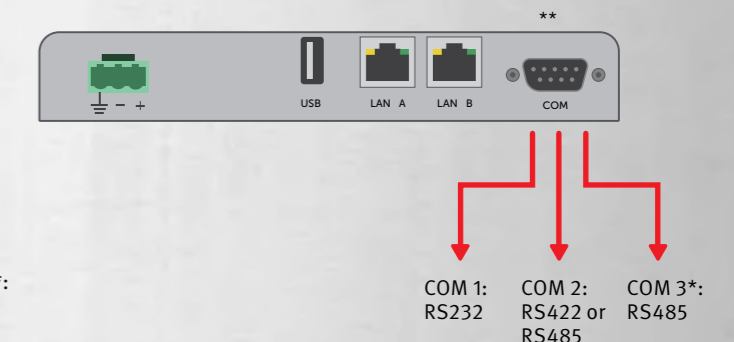 **
USB
LAN A
LAN B
COM
- +
*:
COM 1:
RS232
COM 2:
RS422 or
RS485
COM 3*:
RS485